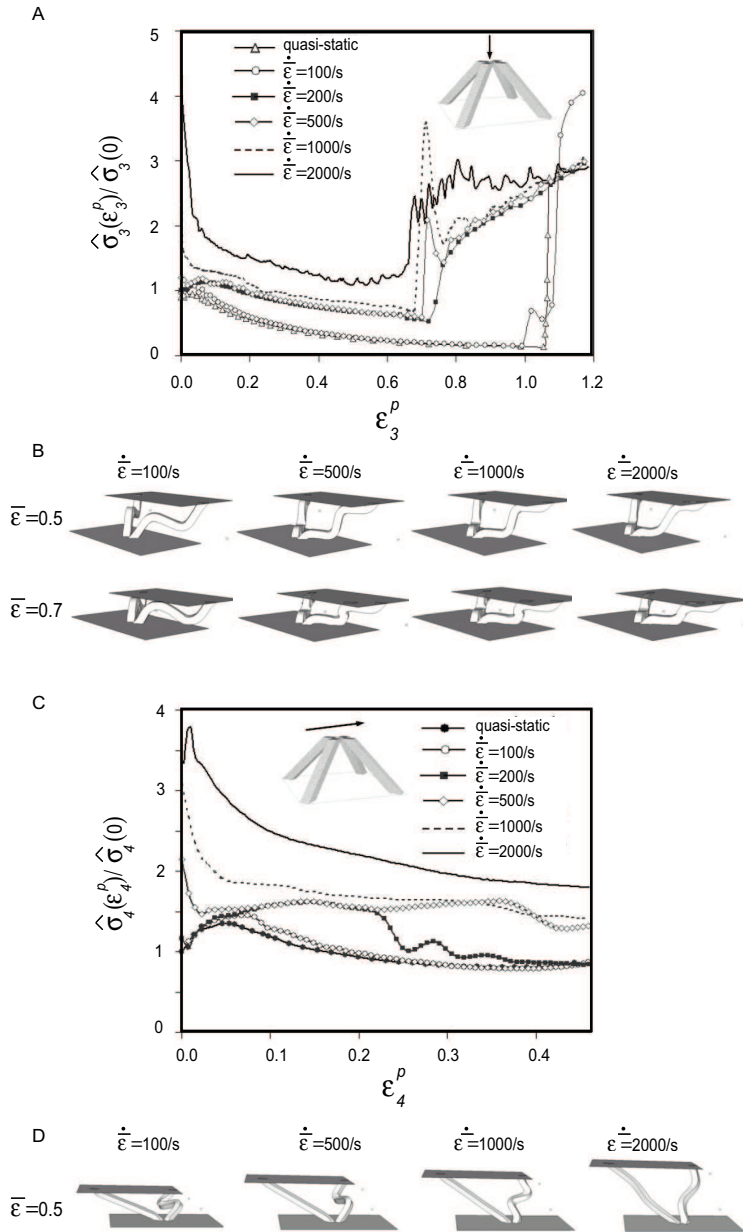 A
5
4
3
2
1
0
0.0 0.2 0.4 0.6 0.8 1.0 1.2
σ̂₃(ε₃ᵖ)/ σ̂₃(0)
ε₃ᵖ
quasi-static
ε̅̇=100/s
ε̅̇=200/s
ε̅̇=500/s
ε̅̇=1000/s
ε̅̇=2000/s
B
ε̅̇=100/s ε̅̇=500/s ε̅̇=1000/s ε̅̇=2000/s
ε̅=0.5
ε̅=0.7
C
4
3
2
1
0
0.0 0.1 0.2 0.3 0.4
σ̂₄(ε₄ᵖ)/ σ̂₄(0)
ε₄ᵖ
quasi-static
ε̅̇=100/s
ε̅̇=200/s
ε̅̇=500/s
ε̅̇=1000/s
ε̅̇=2000/s
D
ε̅̇=100/s ε̅̇=500/s ε̅̇=1000/s ε̅̇=2000/s
ε̅=0.5